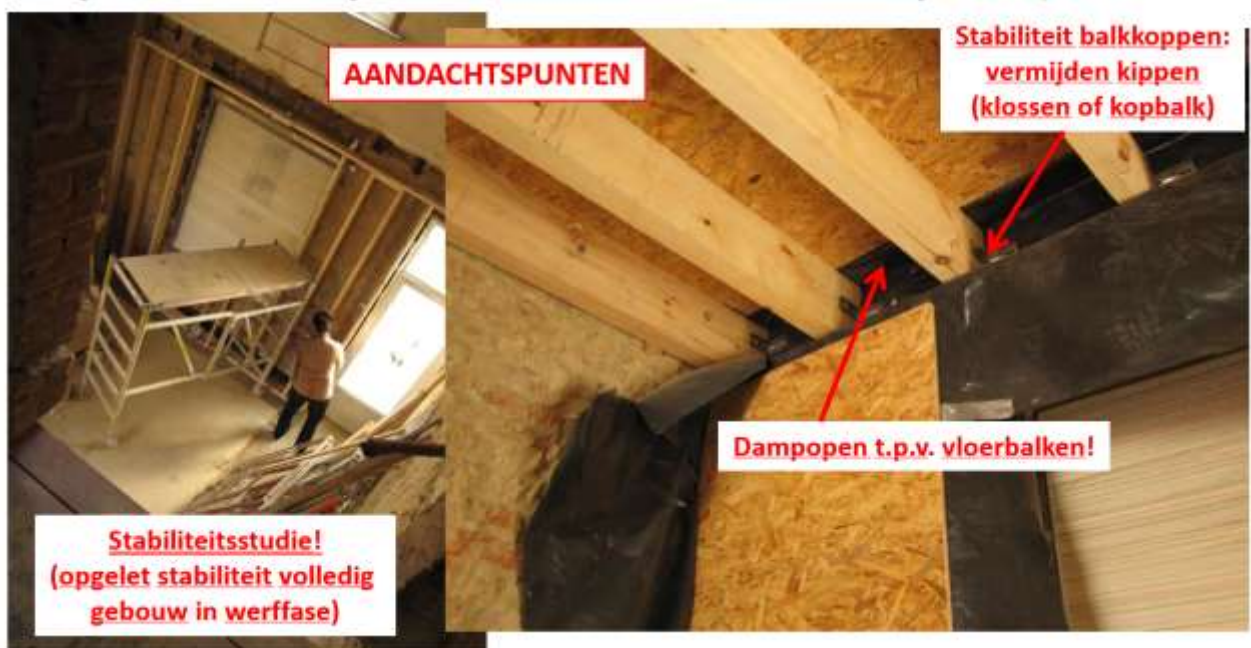 AANDACHTSPUNTEN
Stabiliteit balkkoppen:
vermijden kippen
(klossen of kopbalk)
Dampopen t.p.v. vloerbalken!
Stabiliteitsstudie!
(opgelet stabiliteit volledig
gebouw in werffase)